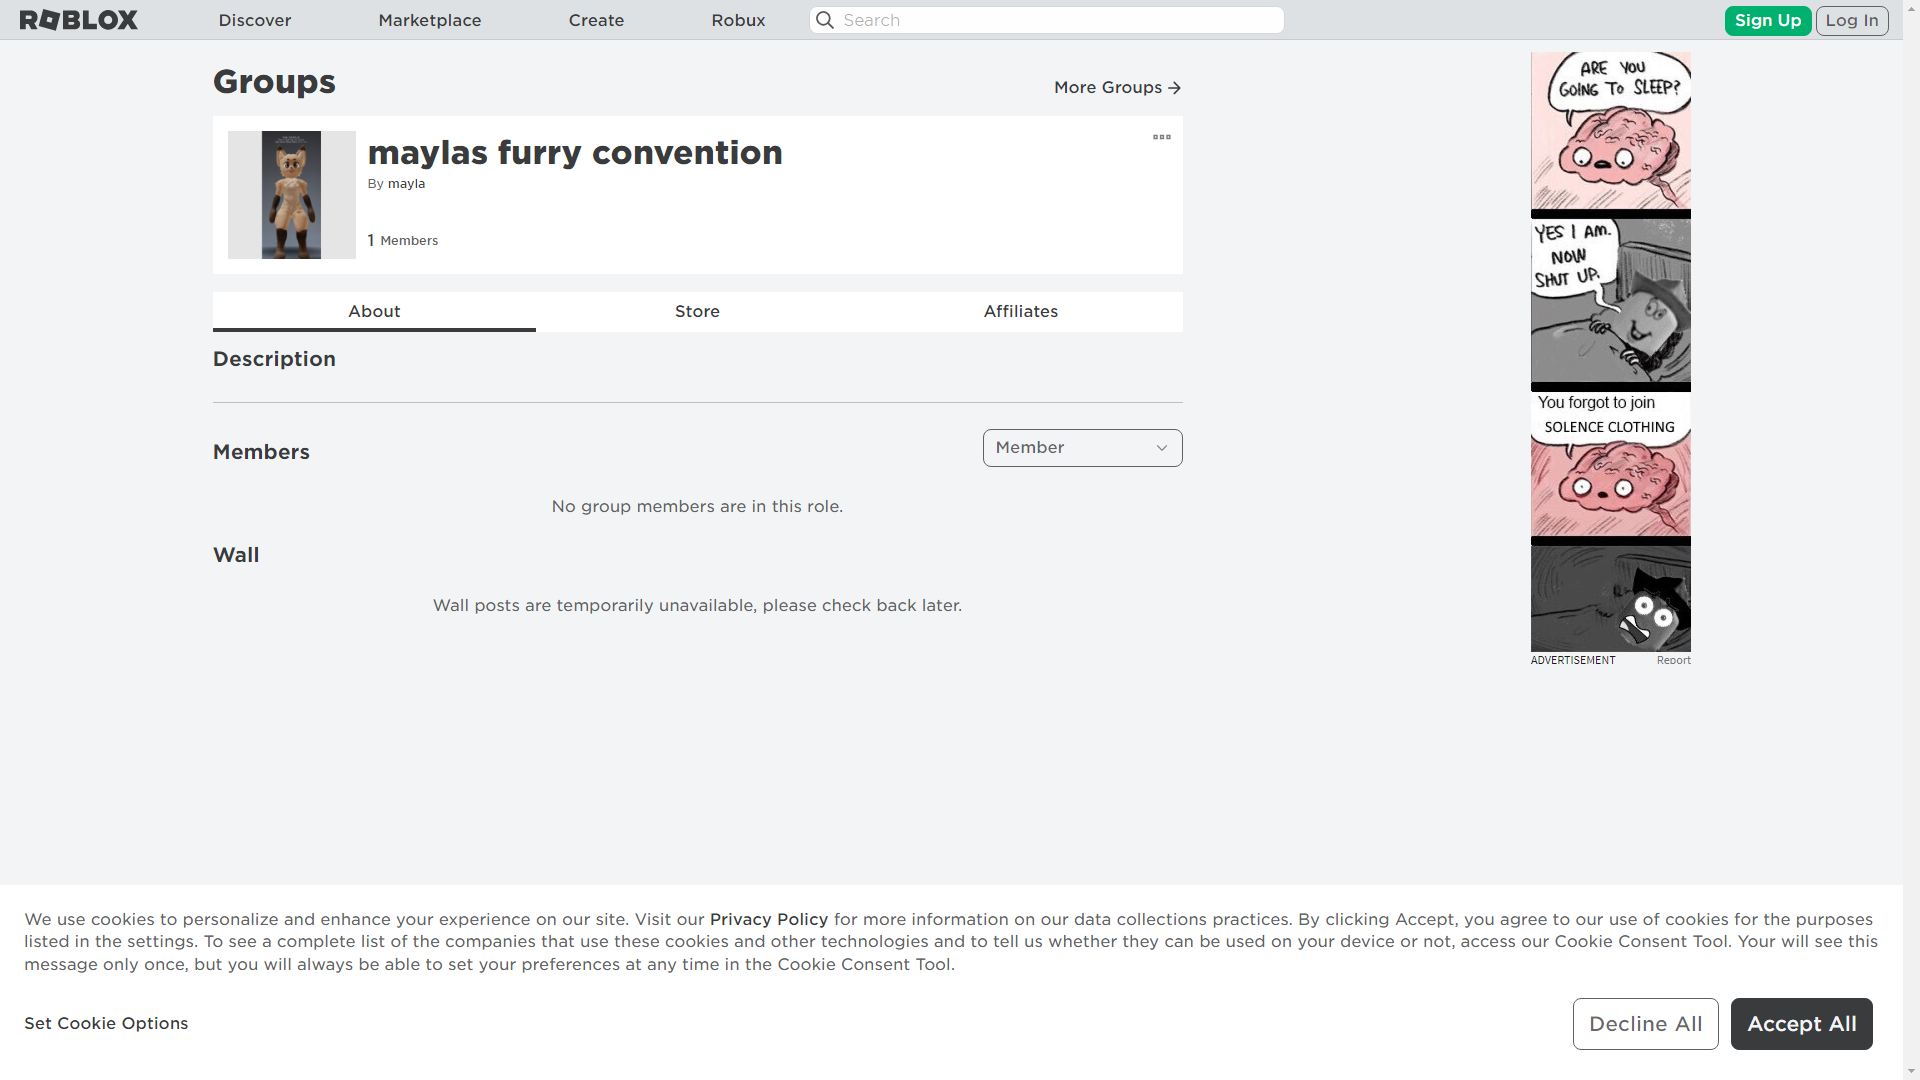 ROBLOX
Discover
Marketplace
Create
Robux
Search
Sign Up
Log In
Groups
More Groups
maylas furry convention
By mayla
1 Members
About
Store
Affiliates
Description
Members
Member
No group members are in this role.
Wall
Wall posts are temporarily unavailable, please check back later.
ARE YOU
GOING TO SLEEP?
YES I AM.
NOW
SHUT UP.
You forgot to join
SOLENCE CLOTHING
ADVERTISEMENT
Report
We use cookies to personalize and enhance your experience on our site. Visit our Privacy Policy for more information on our data collections practices. By clicking Accept, you agree to our use of cookies for the purposes
listed in the settings. To see a complete list of the companies that use these cookies and other technologies and to tell us whether they can be used on your device or not, access our Cookie Consent Tool. Your will see this
message only once, but you will always be able to set your preferences at any time in the Cookie Consent Tool.
Set Cookie Options
Decline All
Accept All